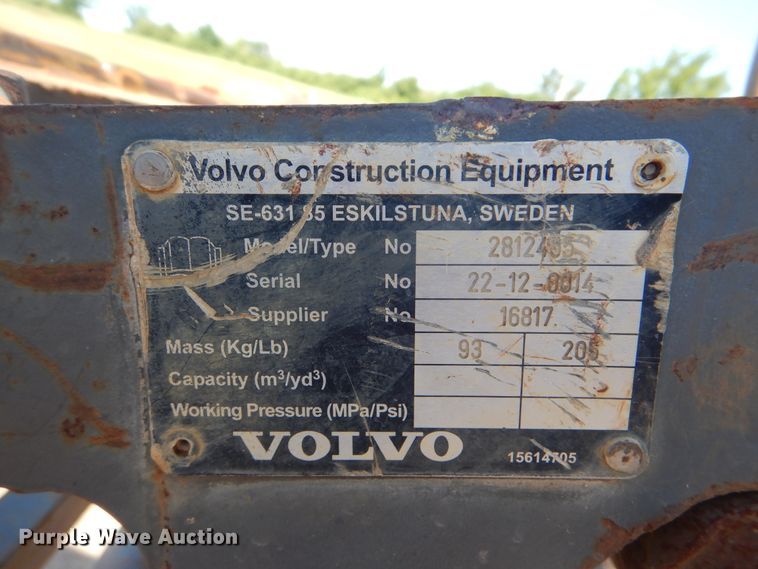 Volvo Construction Equipment
SE-631 85 ESKILSTUNA, SWEDEN
Model/Type No
Serial No 22-12-0014
Supplier No 16817
Mass (Kg/Lb) 93 205
Capacity (m³/yd³)
Working Pressure (MPa/Psi)
VOLVO 15614705
Purple Wave Auction